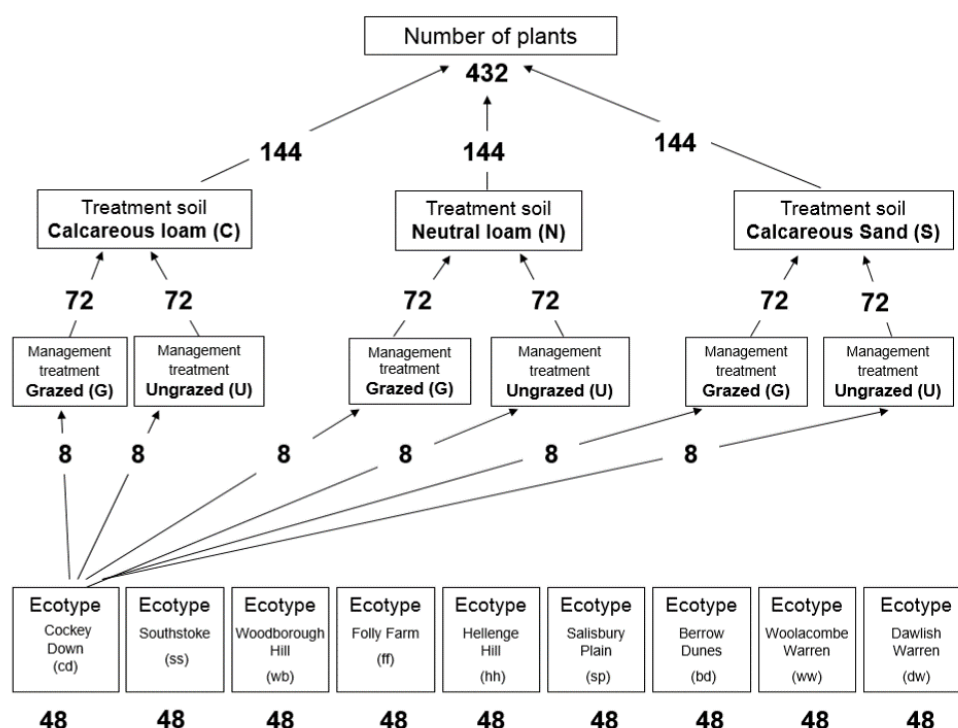 Number of plants
432
144
144
144
Treatment soil
Calcareous loam (C)
Treatment soil
Neutral loam (N)
Treatment soil
Calcareous Sand (S)
72
72
72
72
72
72
Management
treatment
Grazed (G)
Management
treatment
Ungrazed (U)
Management
treatment
Grazed (G)
Management
treatment
Ungrazed (U)
Management
treatment
Grazed (G)
Management
treatment
Ungrazed (U)
8
8
8
8
8
8
Ecotype
Cockey
Down
(cd)
Ecotype
Southstoke
(ss)
Ecotype
Woodborough
Hill
(wb)
Ecotype
Folly Farm
(ff)
Ecotype
Hellenge
Hill
(hh)
Ecotype
Salisbury
Plain
(sp)
Ecotype
Berrow
Dunes
(bd)
Ecotype
Woolacombe
Warren
(ww)
Ecotype
Dawlish
Warren
(dw)
48
48
48
48
48
48
48
48
48